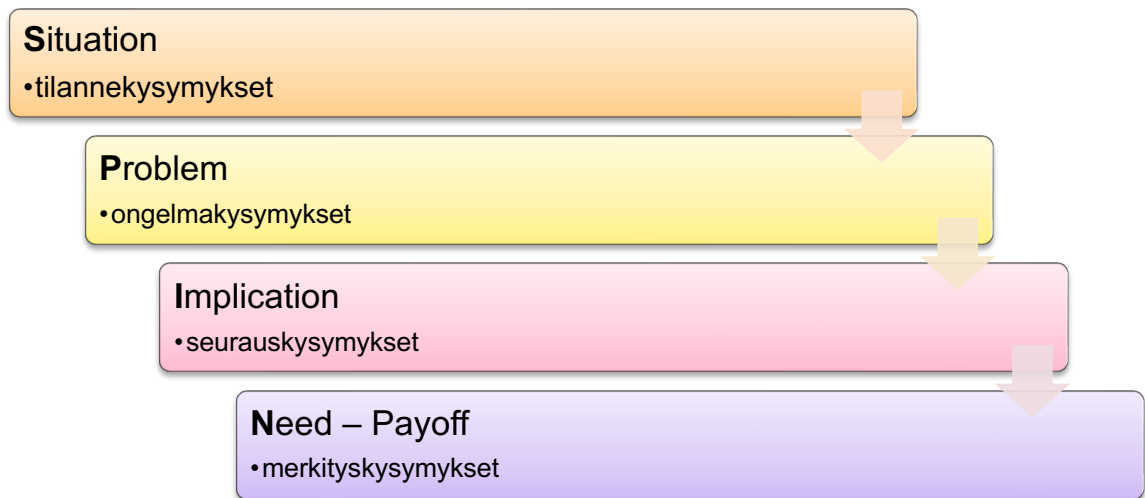 Situation
•tilannekysymykset
Problem
•ongelmakysymykset
Implication
•seurauskysymykset
Need – Payoff
•merkityskysymykset